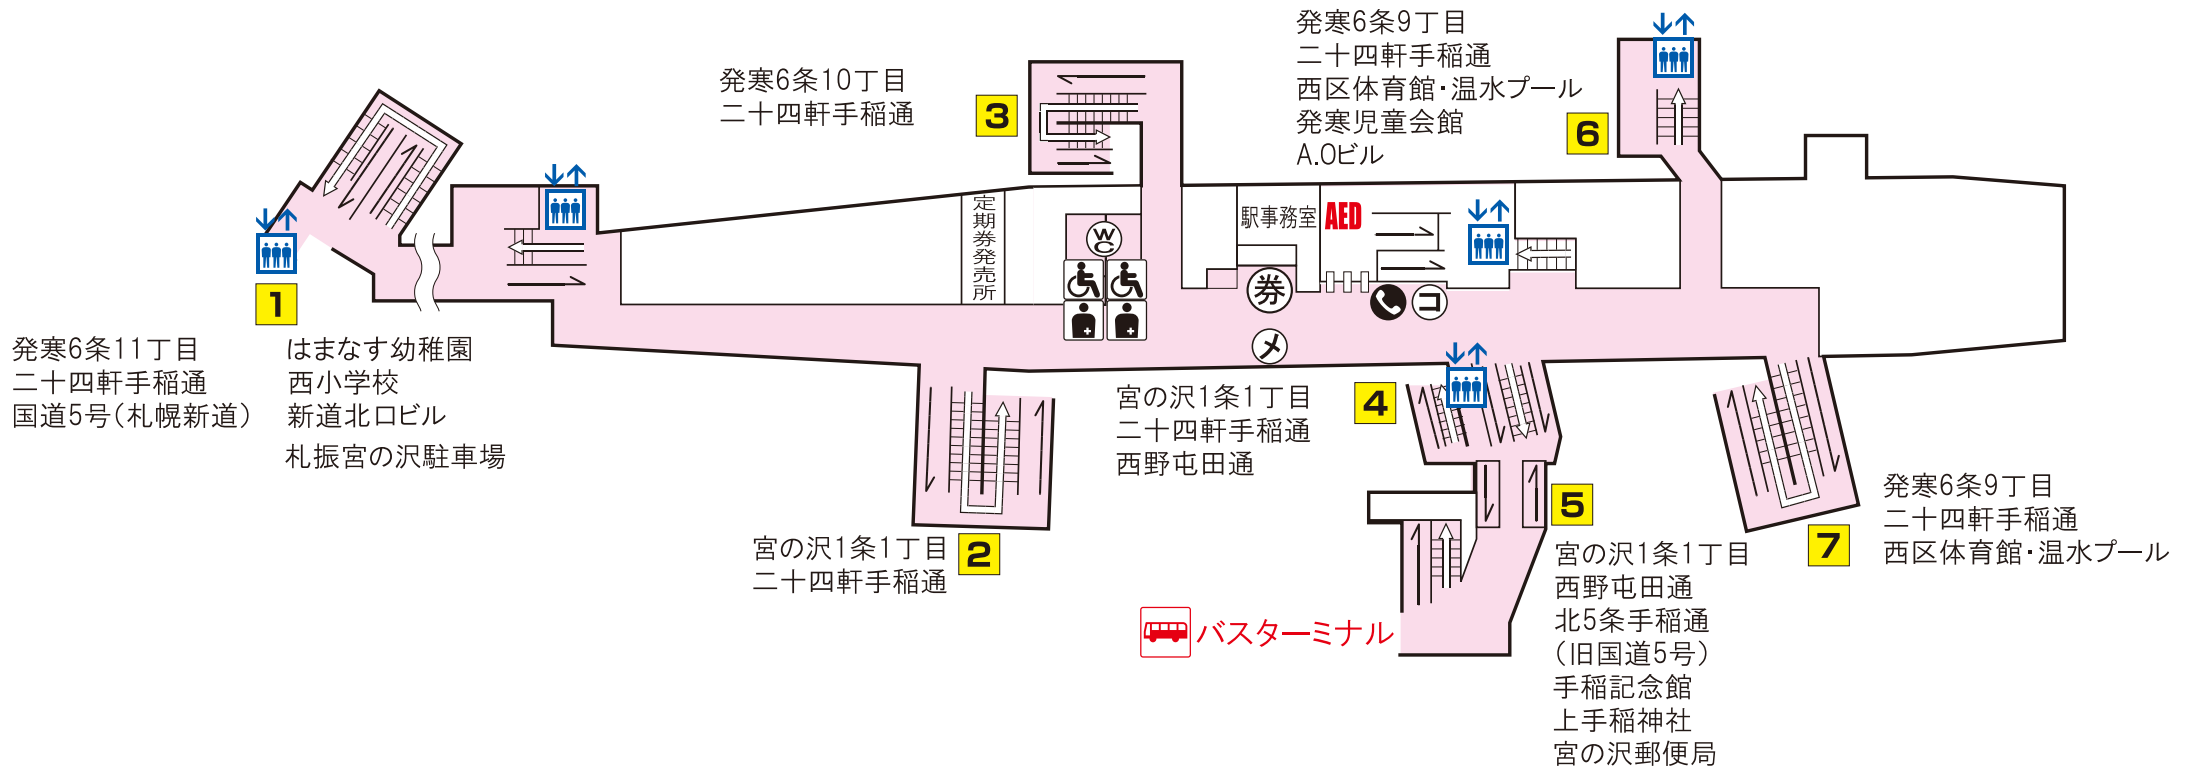 発寒6条11丁目
二十四軒手稲通
国道5号(札幌新道)
はまなす幼稚園
西小学校
新道北口ビル
札振宮の沢駐車場
1
発寒6条10丁目
二十四軒手稲通
3
定期券発売所
WC
宮の沢1条1丁目
二十四軒手稲通
2
駅事務室
AED
券
メ
コ
発寒6条9丁目
二十四軒手稲通
西区体育館・温水プール
発寒児童会館
A.Oビル
6
宮の沢1条1丁目
二十四軒手稲通
西野屯田通
4
バスターミナル
5
宮の沢1条1丁目
西野屯田通
北5条手稲通
(旧国道5号)
手稲記念館
上手稲神社
宮の沢郵便局
7
発寒6条9丁目
二十四軒手稲通
西区体育館・温水プール